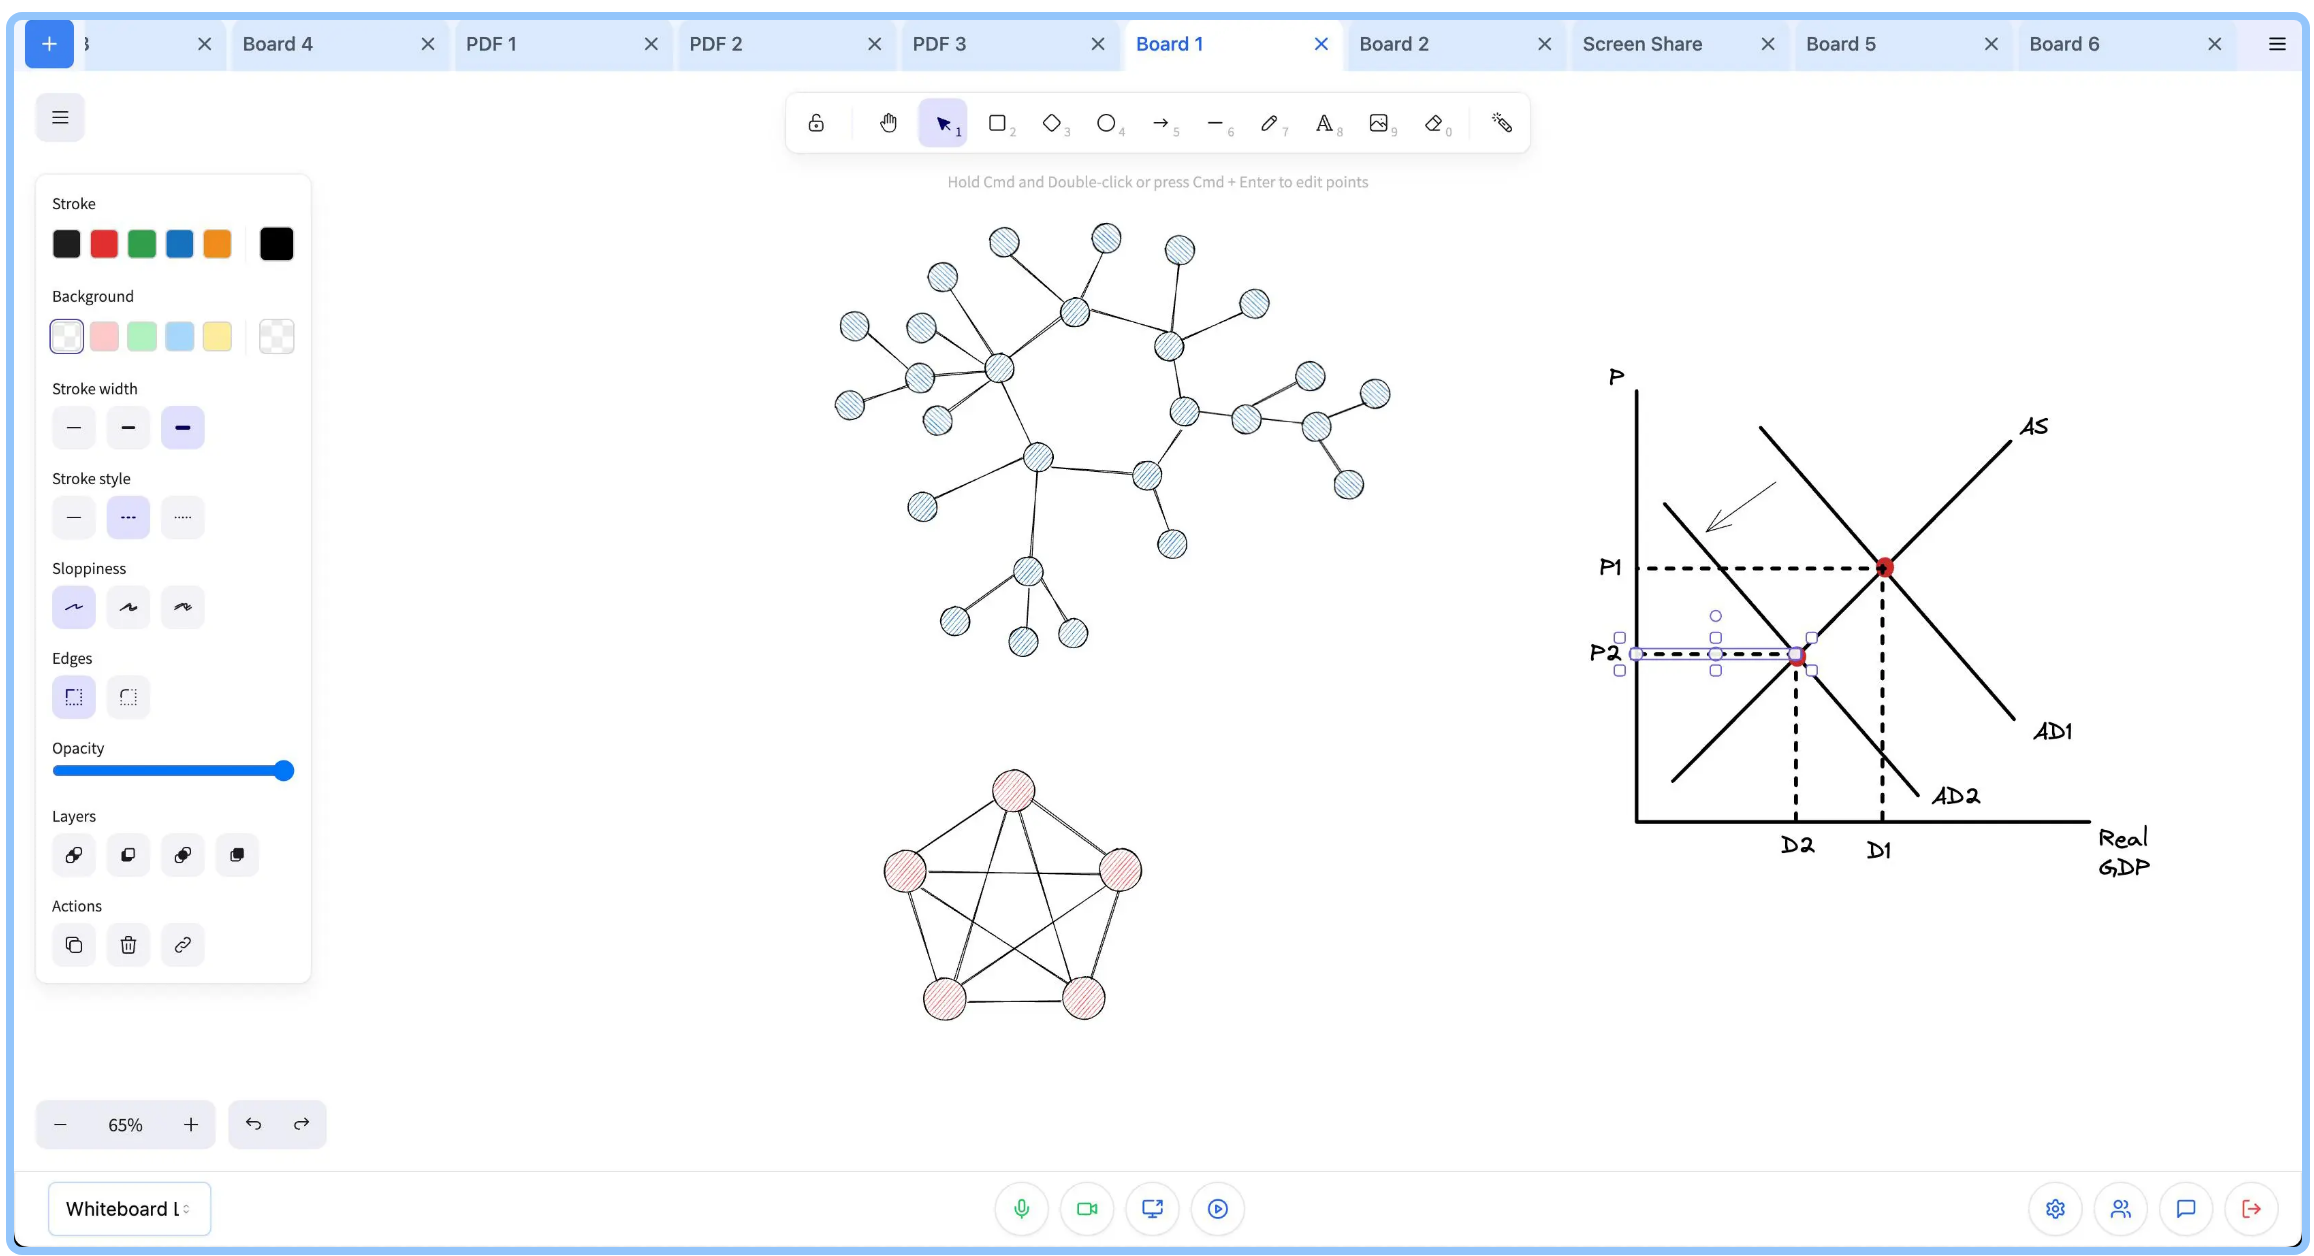 Board 4
PDF 1
PDF 2
PDF 3
Board 1
Board 2
Screen Share
Board 5
Board 6
1
2
3
4
5
6
7
8
9
0
Hold Cmd and Double-click or press Cmd + Enter to edit points
Stroke
Background
Stroke width
Stroke style
Sloppiness
Edges
Opacity
Layers
Actions
P
AS
P1
P2
AD1
AD2
D2
D1
Real
GDP
65%
Whiteboard L